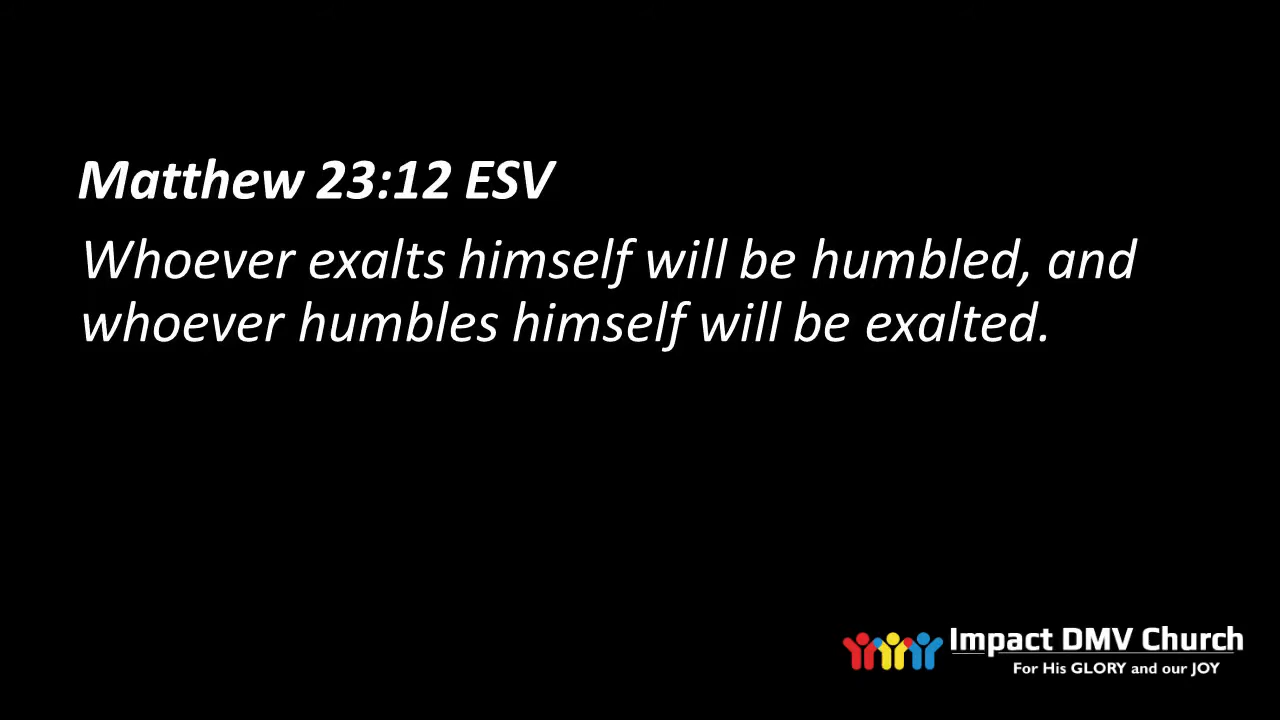 Matthew 23:12 ESV
Whoever exalts himself will be humbled, and
whoever humbles himself will be exalted.
Impact DMV Church
For His GLORY and our JOY